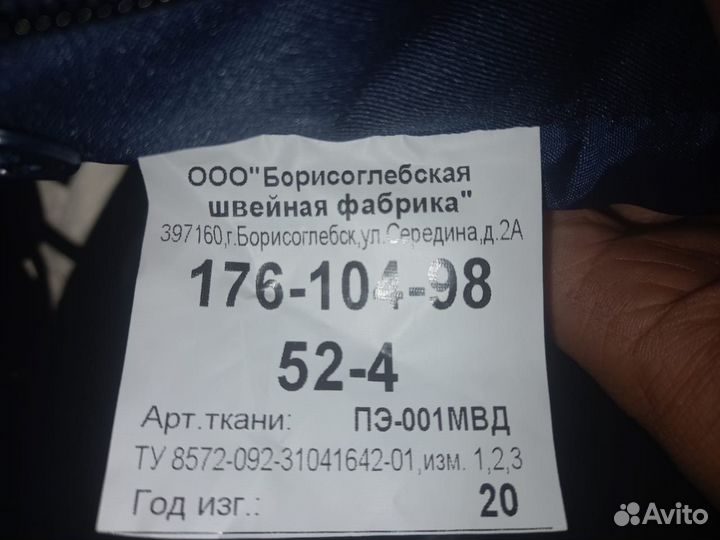 ООО"Борисоглебская
швейная фабрика"
397160,г.Борисоглебск,ул.Середина,д.2А
176-104-98
52-4
Арт.ткани: ПЭ-001МВД
ТУ 8572-092-31041642-01,изм. 1,2,3
Год изг.: 20
Avito